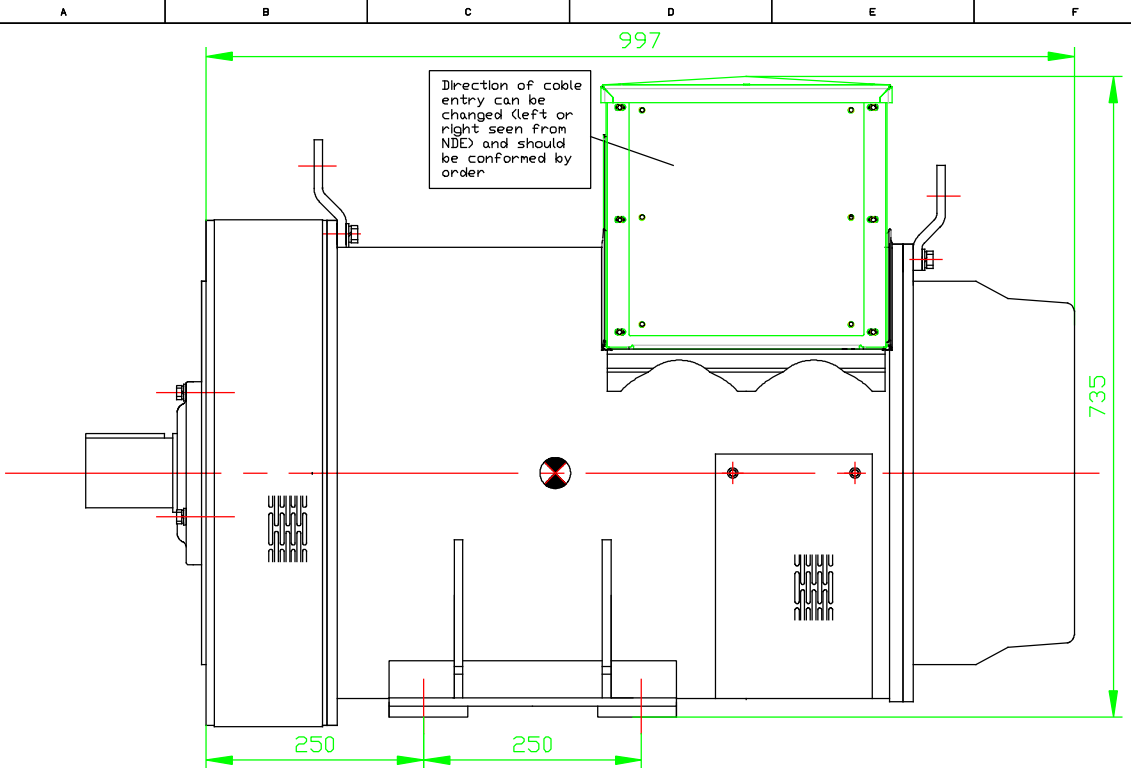 A B C D E F
997
Direction of coble
entry can be
changed (left or
right seen from
NDE) and should
be conformed by
order
735
250 250